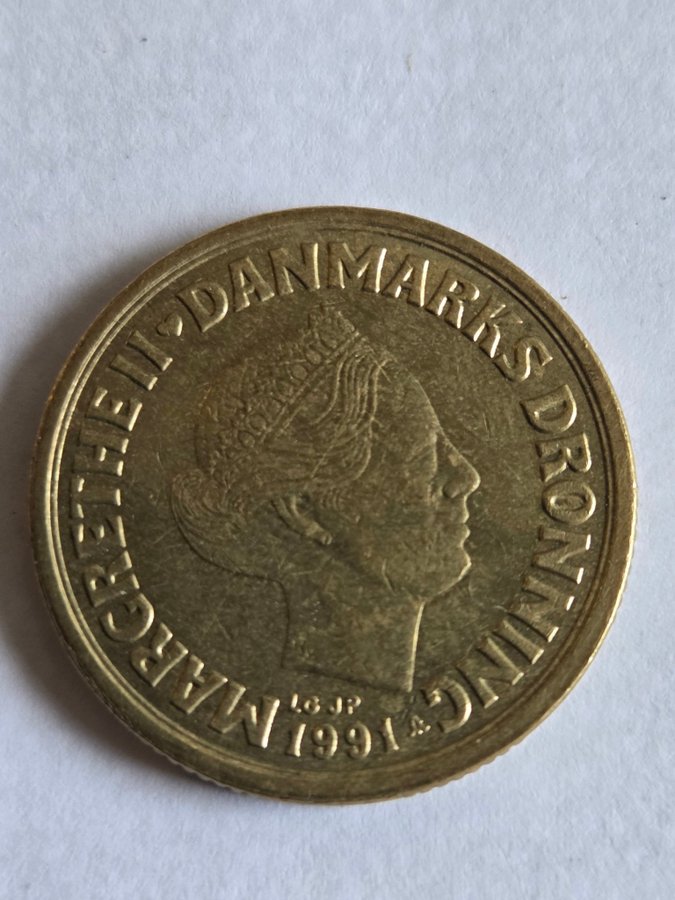 MARGRETHE II ♥ DANMARKS DRONNING
LG JP
1991 A